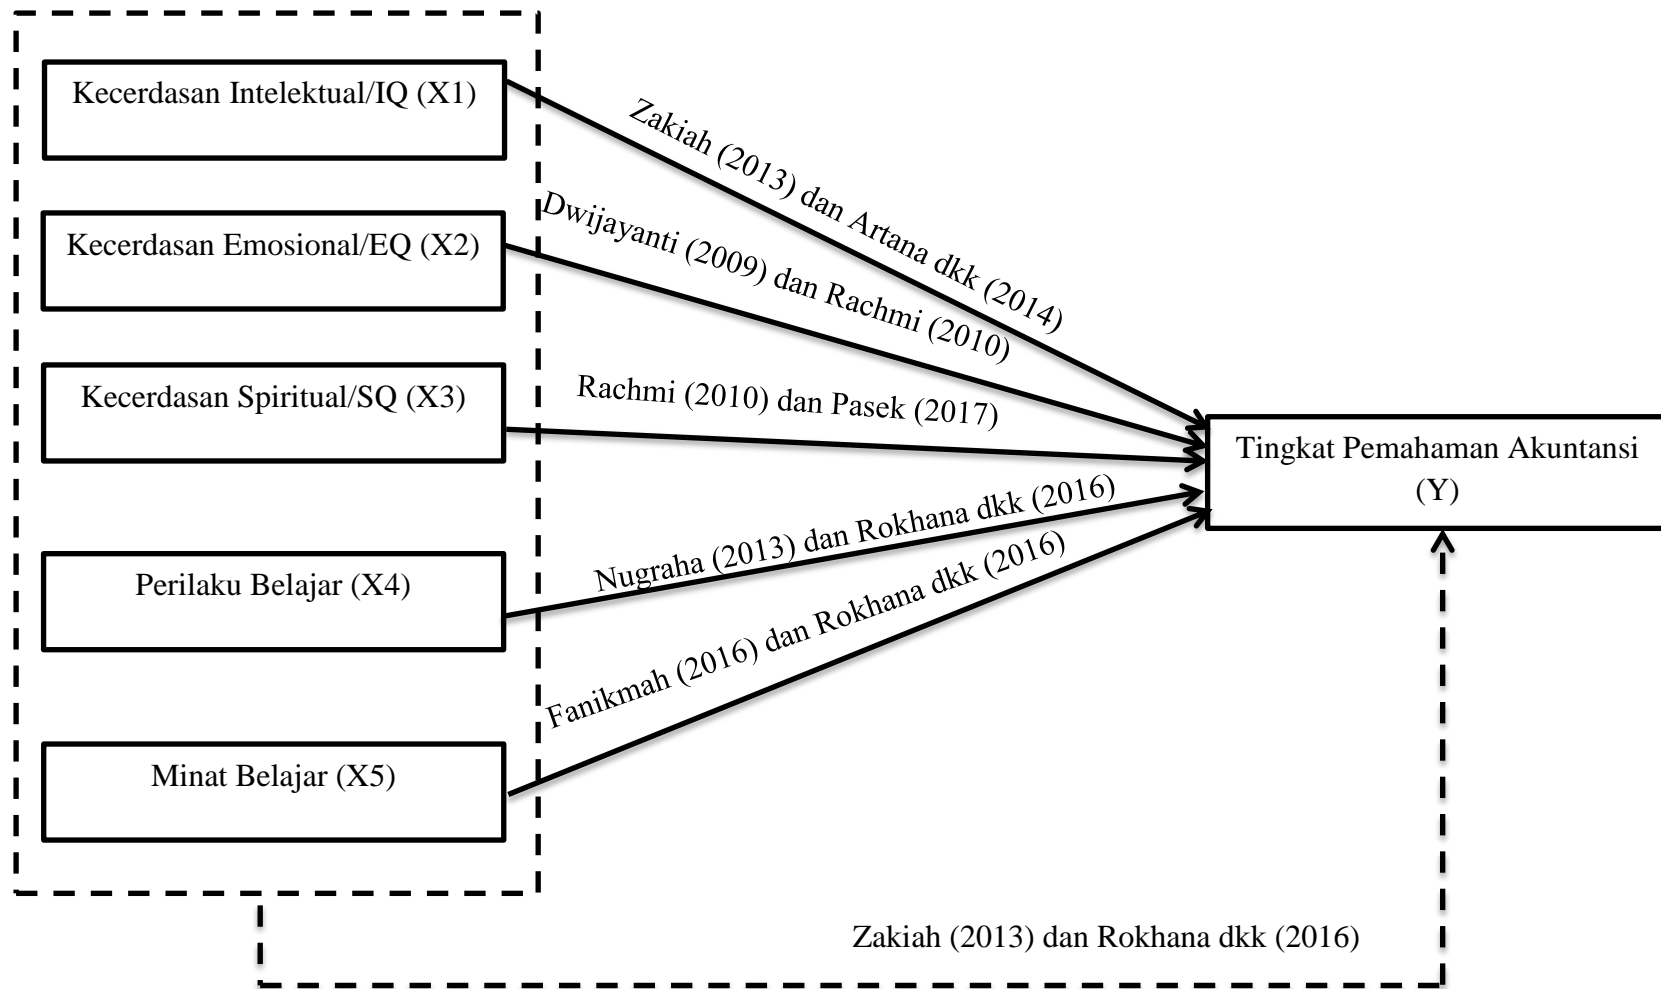 Kecerdasan Intelektual/IQ (X1)
Zakiah (2013) dan Artana dkk (2014)
Kecerdasan Emosional/EQ (X2)
Dwijayanti (2009) dan Rachmi (2010)
Kecerdasan Spiritual/SQ (X3)
Rachmi (2010) dan Pasek (2017)
Tingkat Pemahaman Akuntansi
(Y)
Perilaku Belajar (X4)
Nugraha (2013) dan Rokhana dkk (2016)
Minat Belajar (X5)
Fanikmah (2016) dan Rokhana dkk (2016)
Zakiah (2013) dan Rokhana dkk (2016)